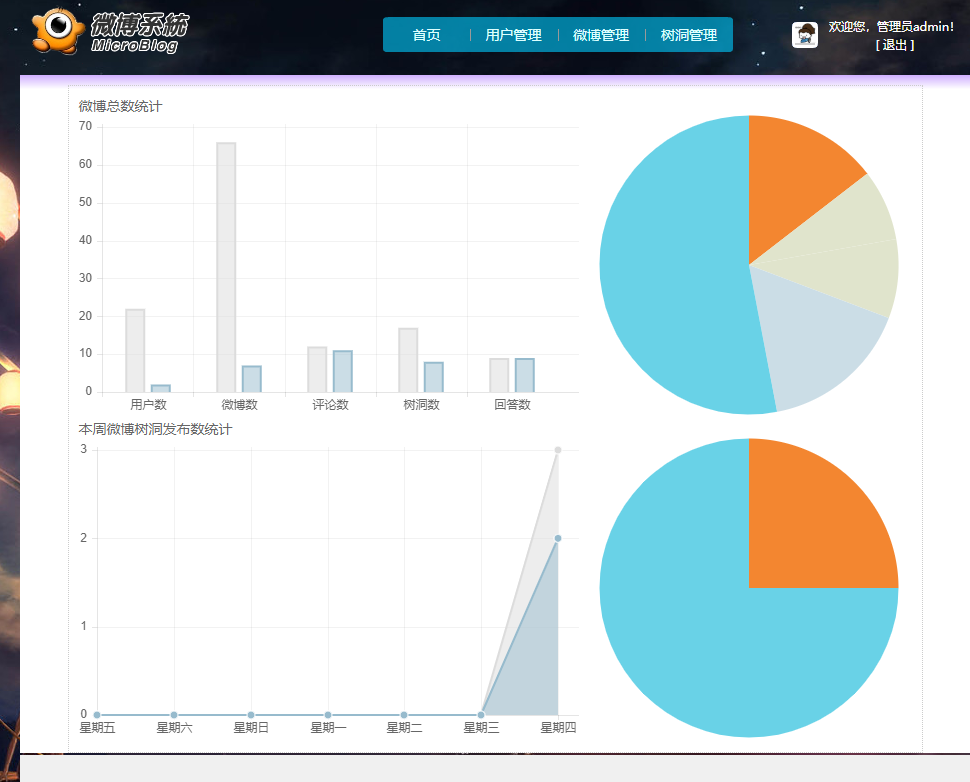 微博系统
MicroBlog
首页 用户管理 微博管理 树洞管理
欢迎您，管理员admin!
[ 退出 ]
微博总数统计
70
60
50
40
30
20
10
0
用户数 微博数 评论数 树洞数 回答数
本周微博树洞发布数统计
3
2
1
0
星期五 星期六 星期日 星期一 星期二 星期三 星期四